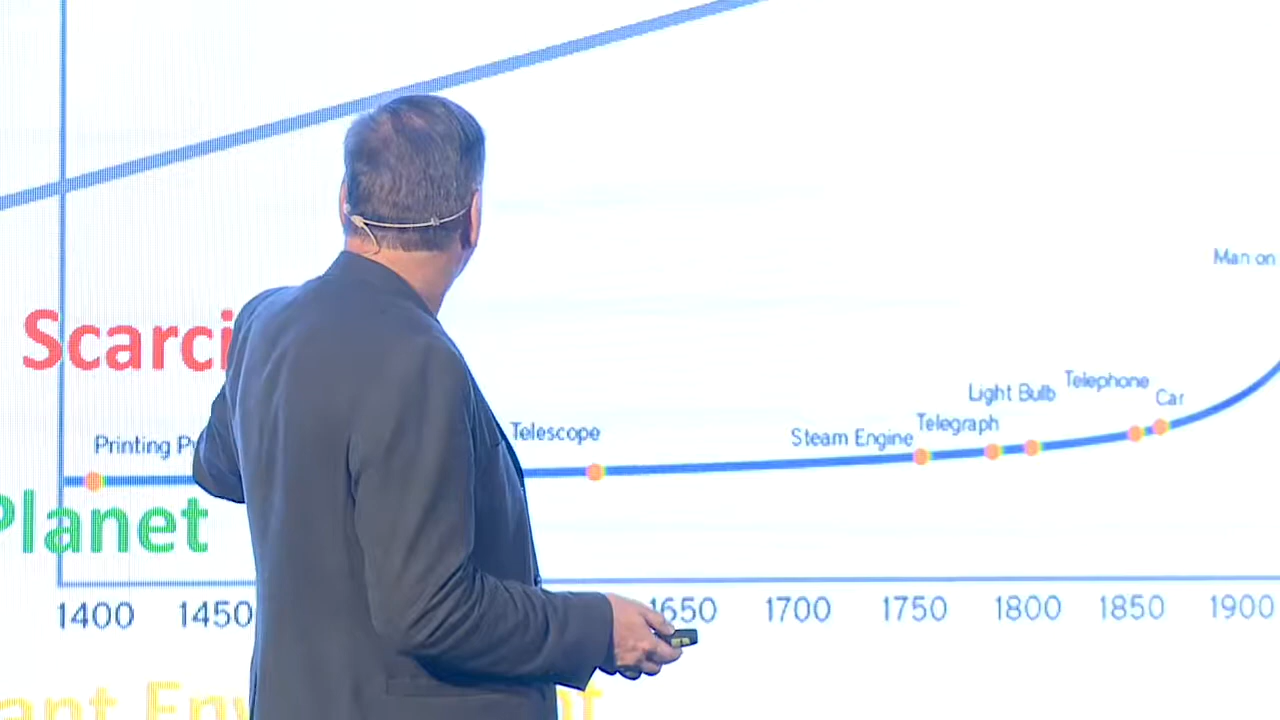 Man on
Scarci
Telephone
Light Bulb
Car
Telegraph
Telescope
Steam Engine
Printing
Planet
1400 1450 1650 1700 1750 1800 1850 1900